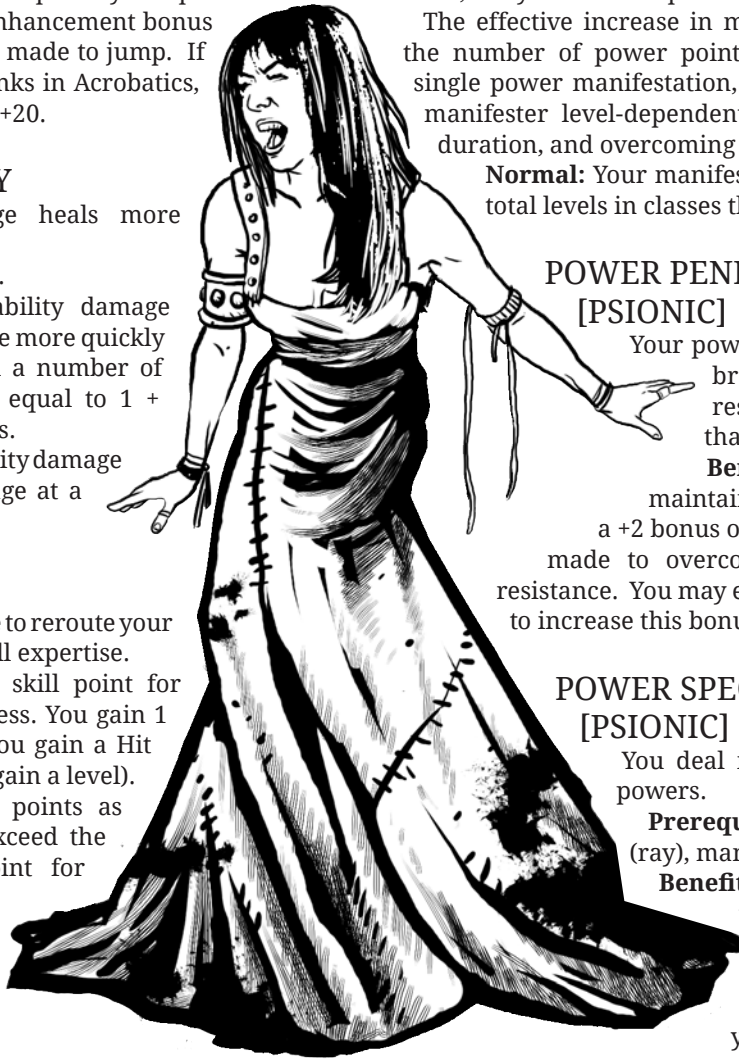 nhancement bonus
made to jump. If
nks in Acrobatics,
+20.
Y
ge heals more
.
ability damage
e more quickly
a number of
equal to 1 +
s.
ity damage
ge at a
to reroute your
ll expertise.
skill point for
ess. You gain 1
ou gain a Hit
gain a level).
points as
xceed the
int for
The effective increase in m
the number of power point
single power manifestation,
manifester level-dependent
duration, and overcoming
Normal: Your manifes
total levels in classes th
POWER PENE
[PSIONIC]
Your pow
br
res
tha
Ben
maintain
a +2 bonus o
made to overco
resistance. You may e
to increase this bonu
POWER SPEC
[PSIONIC]
You deal
powers.
Prerequ
(ray), man
Benefit
y